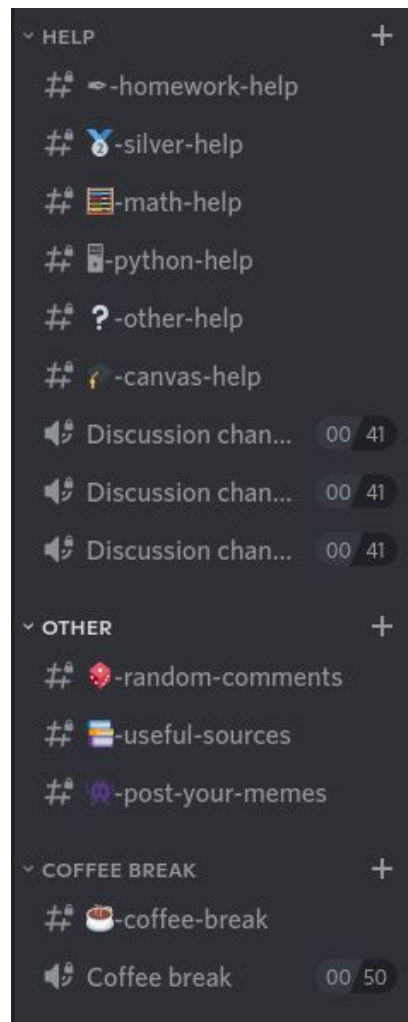 HELP
✒-homework-help
🥈-silver-help
🧮-math-help
🖥-python-help
❓-other-help
🎓-canvas-help
Discussion chan... 00 41
Discussion chan... 00 41
Discussion chan... 00 41
OTHER
🎲-random-comments
📚-useful-sources
👾-post-your-memes
COFFEE BREAK
☕-coffee-break
Coffee break 00 50